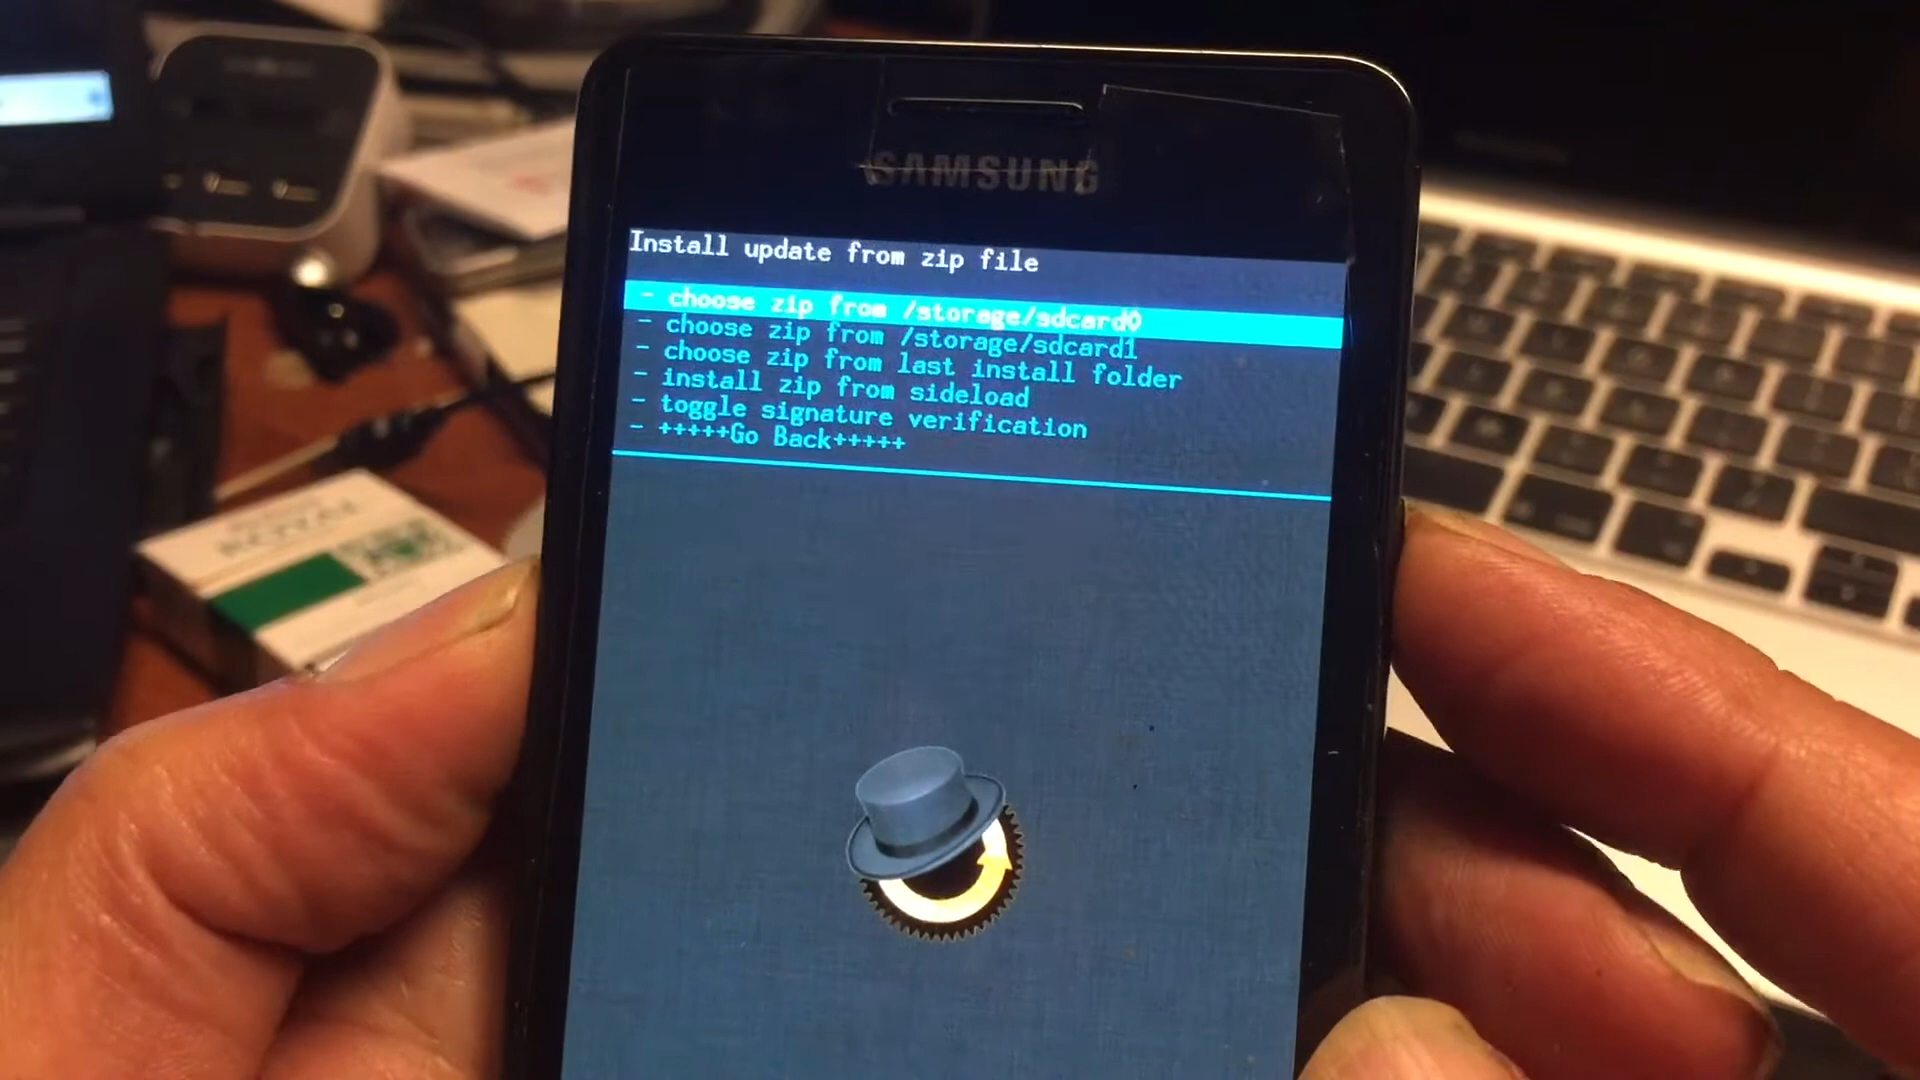 SAMSUNG
Install update from zip file
- choose zip from /storage/sdcard0
- choose zip from /storage/sdcard1
- choose zip from last install folder
- install zip from sideload
- toggle signature verification
- +++++Go Back+++++
ROYAL